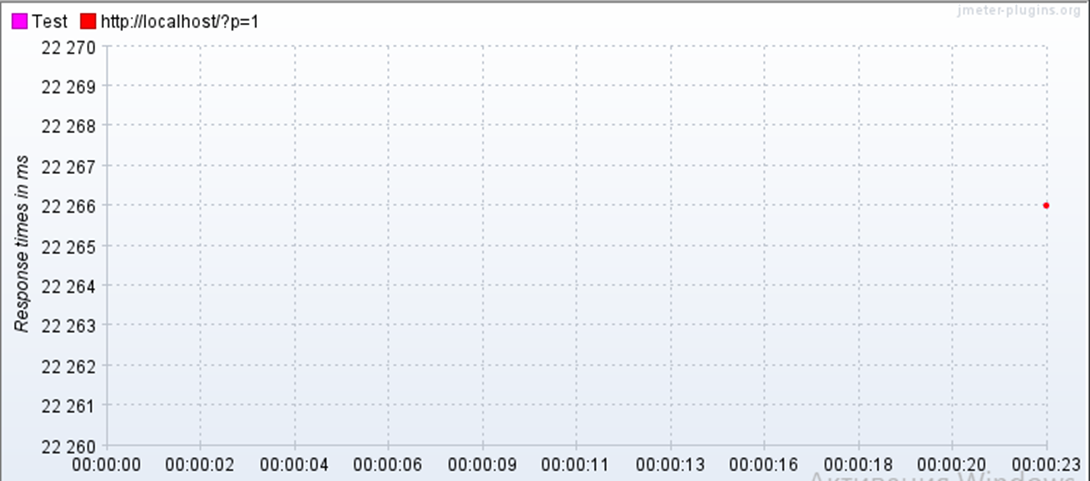 jmeter-plugins.org
Test http://localhost/?p=1
22 270
22 269
22 268
22 267
22 266
22 265
22 264
22 263
22 262
22 261
22 260
Response times in ms
00:00:00 00:00:02 00:00:04 00:00:06 00:00:09 00:00:11 00:00:13 00:00:16 00:00:18 00:00:20 00:00:23
Активация Windows